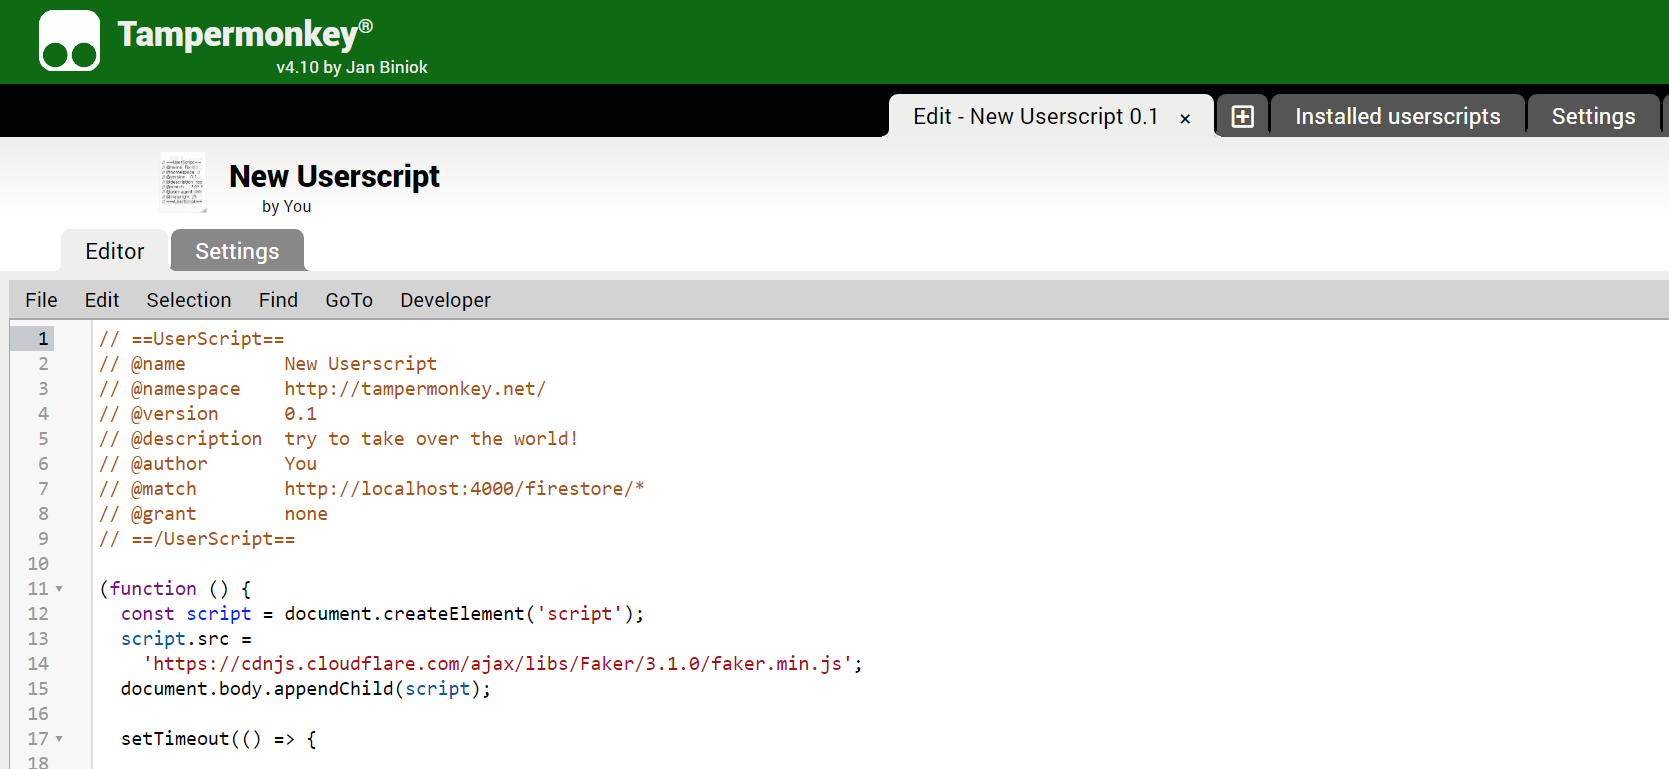 Tampermonkey®
v4.10 by Jan Biniok
Edit - New Userscript 0.1 ×
Installed userscripts
Settings
New Userscript
by You
Editor
Settings
File Edit Selection Find GoTo Developer
1 // ==UserScript==
2 // @name         New Userscript
3 // @namespace    http://tampermonkey.net/
4 // @version      0.1
5 // @description  try to take over the world!
6 // @author       You
7 // @match        http://localhost:4000/firestore/*
8 // @grant        none
9 // ==/UserScript==
10
11 (function () {
12   const script = document.createElement('script');
13   script.src =
14     'https://cdnjs.cloudflare.com/ajax/libs/Faker/3.1.0/faker.min.js';
15   document.body.appendChild(script);
16
17   setTimeout(() => {
18